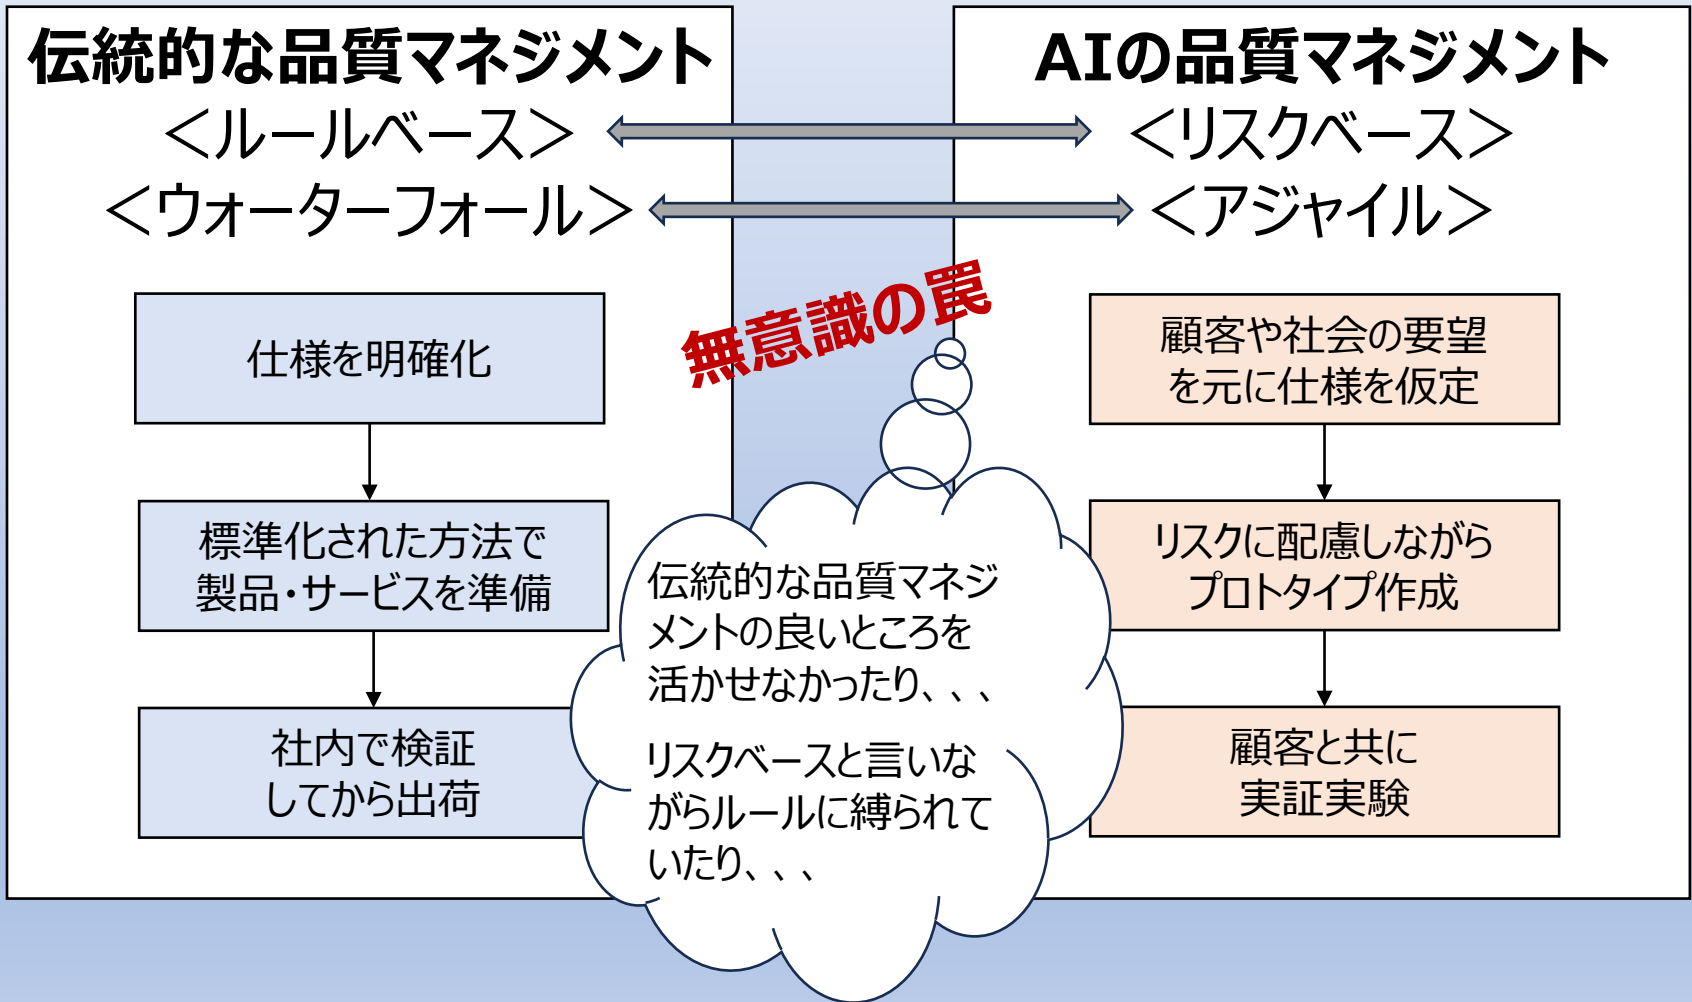 伝統的な品質マネジメント
＜ルールベース＞
＜ウォーターフォール＞
仕様を明確化
標準化された方法で
製品・サービスを準備
社内で検証
してから出荷
無意識の罠
伝統的な品質マネジ
メントの良いところを
活かせなかったり、、、
リスクベースと言いな
がらルールに縛られて
いたり、、、
AIの品質マネジメント
＜リスクベース＞
＜アジャイル＞
顧客や社会の要望
を元に仕様を仮定
リスクに配慮しながら
プロトタイプ作成
顧客と共に
実証実験